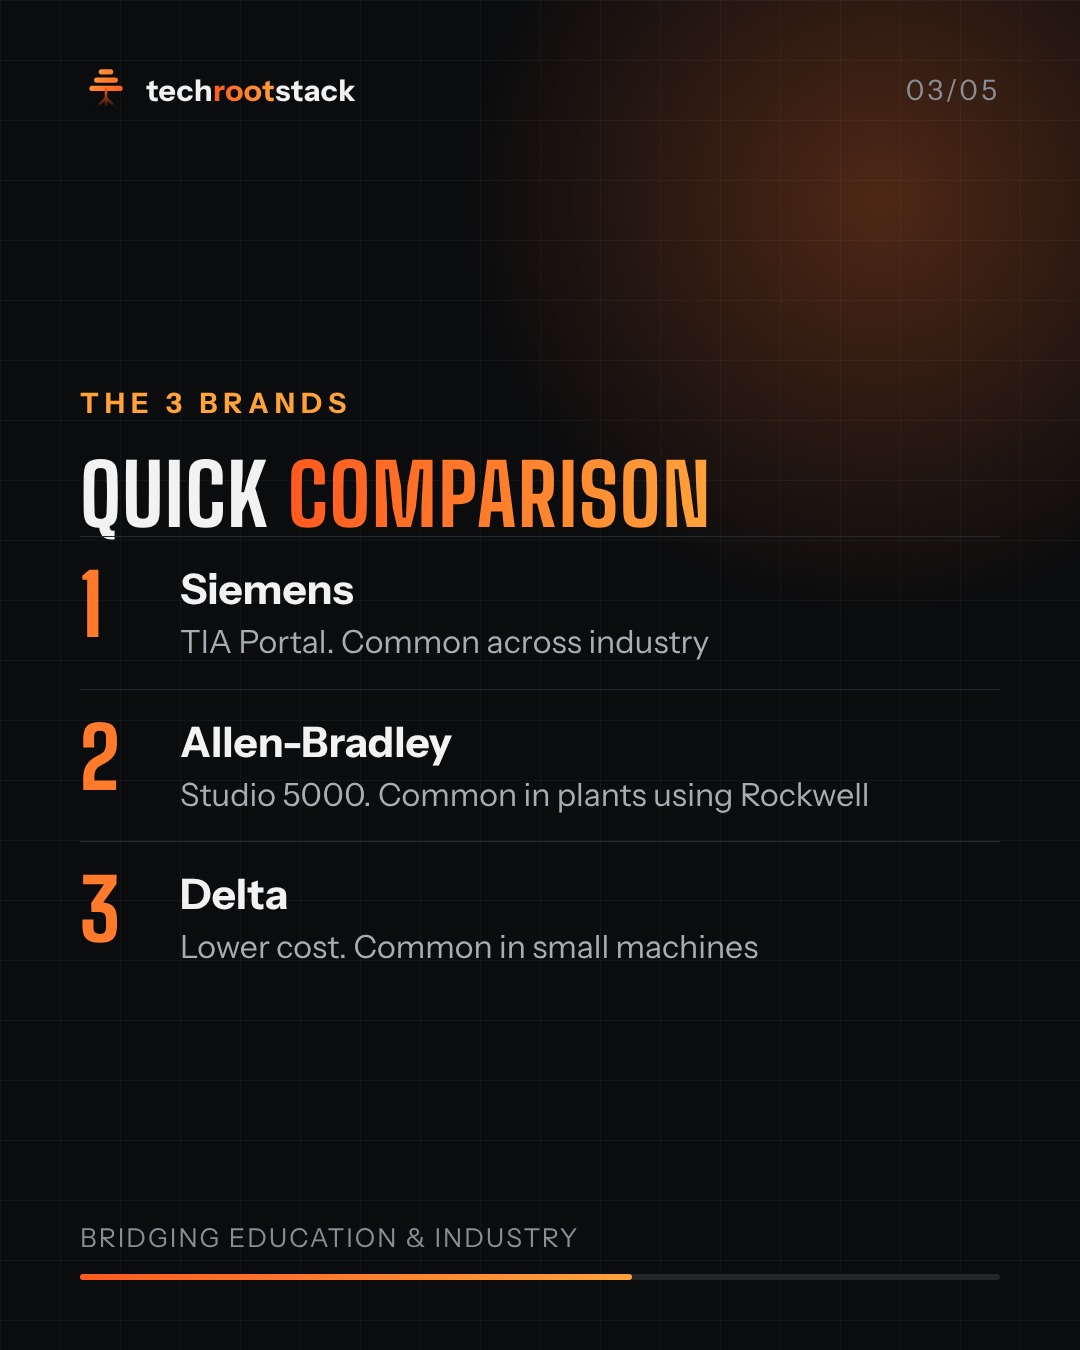 techrootstack
03/05
THE 3 BRANDS
QUICK COMPARISON
1
Siemens
TIA Portal. Common across industry
2
Allen-Bradley
Studio 5000. Common in plants using Rockwell
3
Delta
Lower cost. Common in small machines
BRIDGING EDUCATION & INDUSTRY